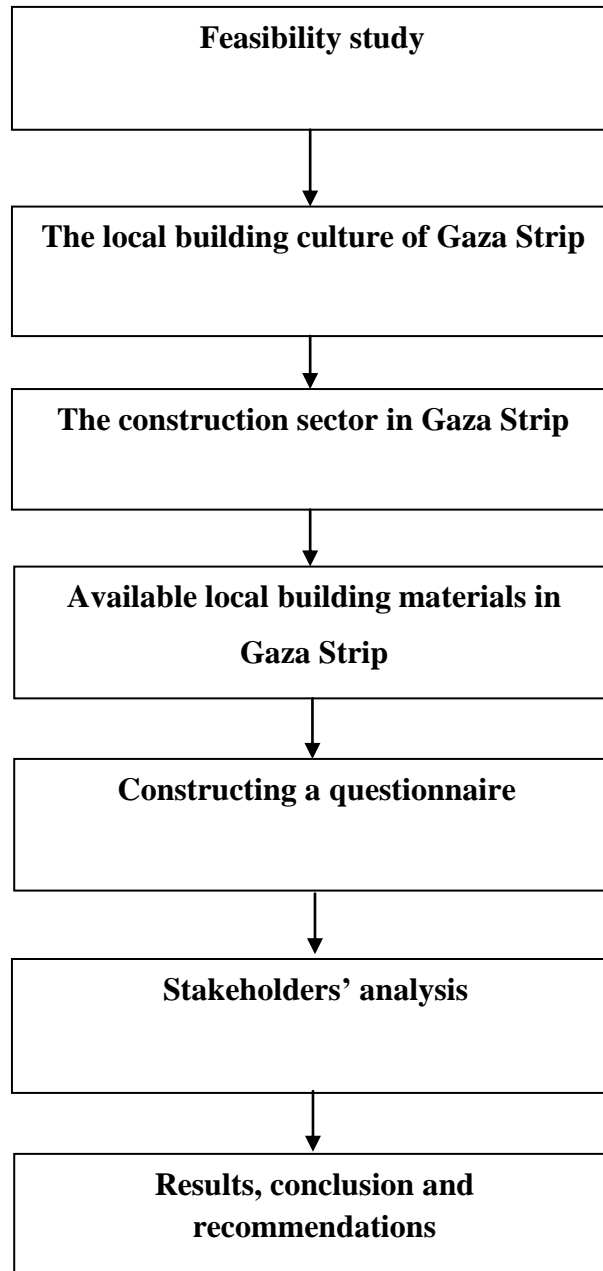 Feasibility study
The local building culture of Gaza Strip
The construction sector in Gaza Strip
Available local building materials in
Gaza Strip
Constructing a questionnaire
Stakeholders’ analysis
Results, conclusion and
recommendations